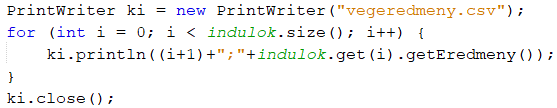 PrintWriter ki = new PrintWriter("vegeredmeny.csv");
for (int i = 0; i < indulok.size(); i++) {
    ki.println((i+1)+";"+indulok.get(i).getEredmeny());
}
ki.close();